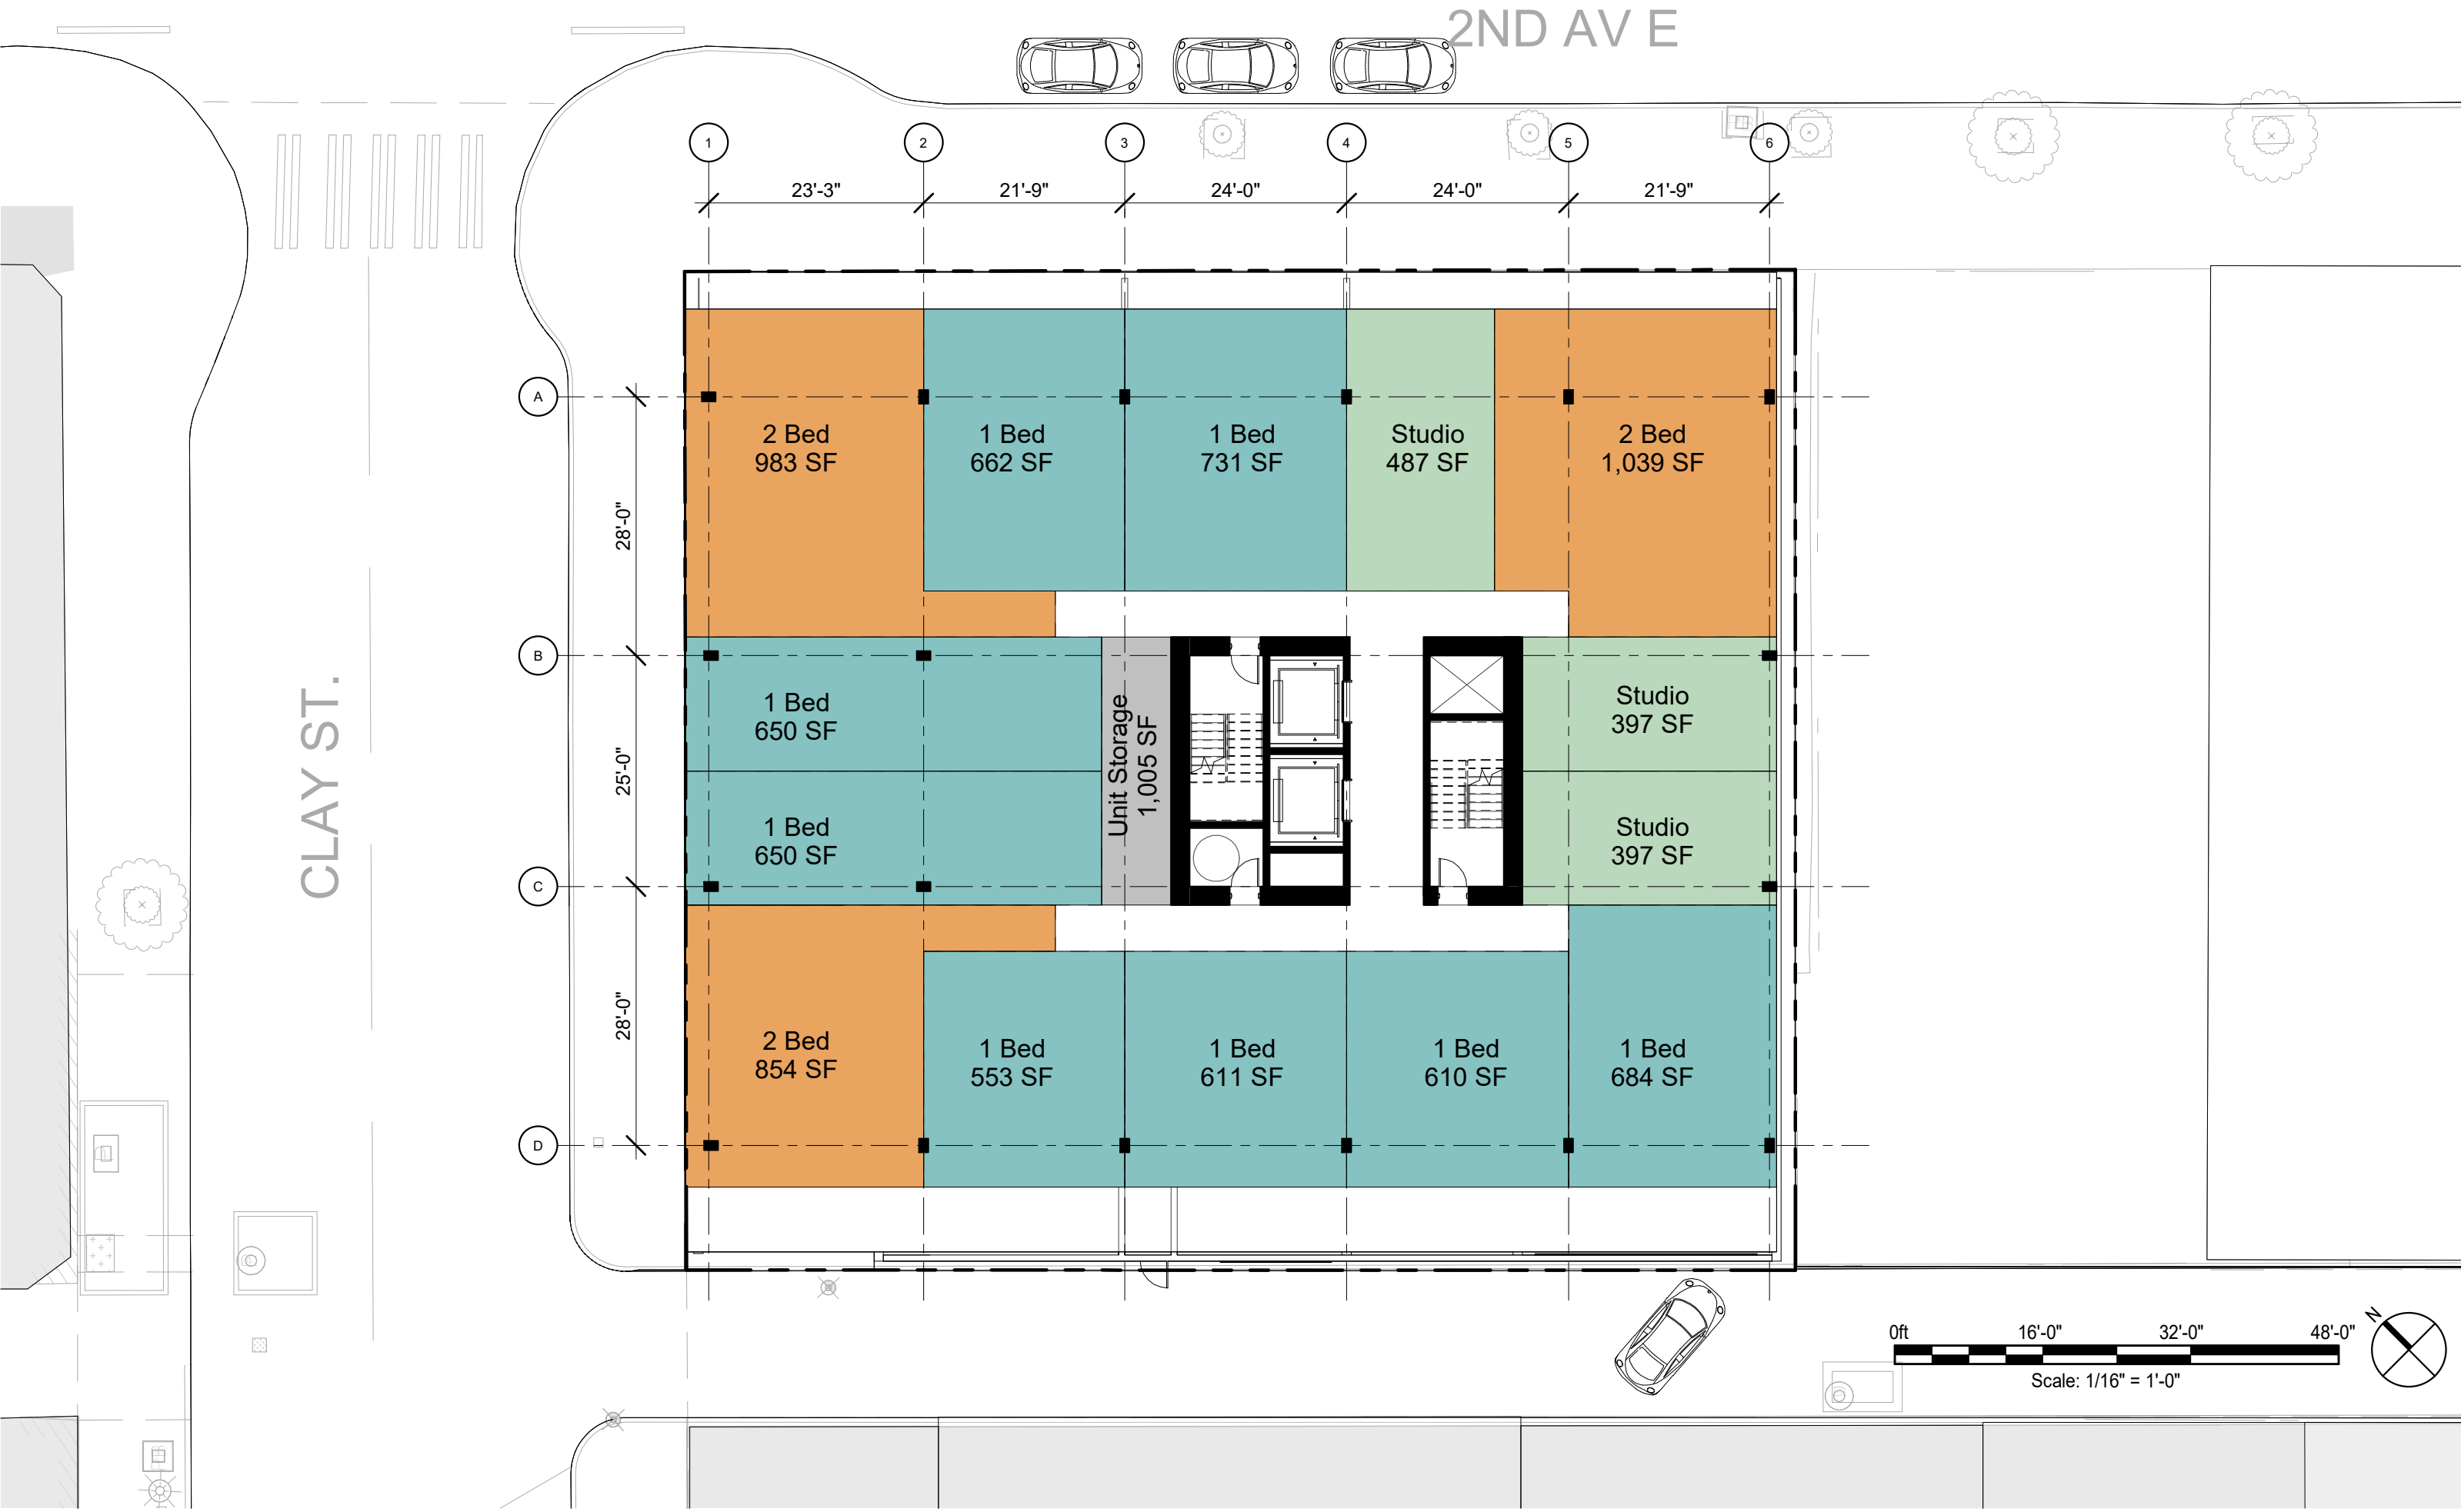 2ND AV E
1 2 3 4 5 6
23'-3" 21'-9" 24'-0" 24'-0" 21'-9"
A
2 Bed
983 SF
1 Bed
662 SF
1 Bed
731 SF
Studio
487 SF
2 Bed
1,039 SF
28'-0"
B
CLAY ST.
1 Bed
650 SF
Unit Storage
1,005 SF
Studio
397 SF
25'-0"
1 Bed
650 SF
Studio
397 SF
C
28'-0"
2 Bed
854 SF
1 Bed
553 SF
1 Bed
611 SF
1 Bed
610 SF
1 Bed
684 SF
D
0ft 16'-0" 32'-0" 48'-0"
Scale: 1/16" = 1'-0"
N